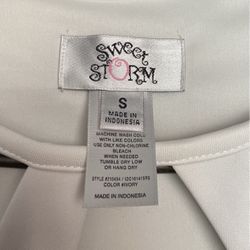 Sweet
Storm
S
MADE IN
INDONESIA
MACHINE WASH COLD
WITH LIKE COLORS
USE ONLY NON-CHLORINE
BLEACH
WHEN NEEDED
TUMBLE DRY LOW
OR HANG DRY
COLOR #IVORY
MADE IN INDONESIA